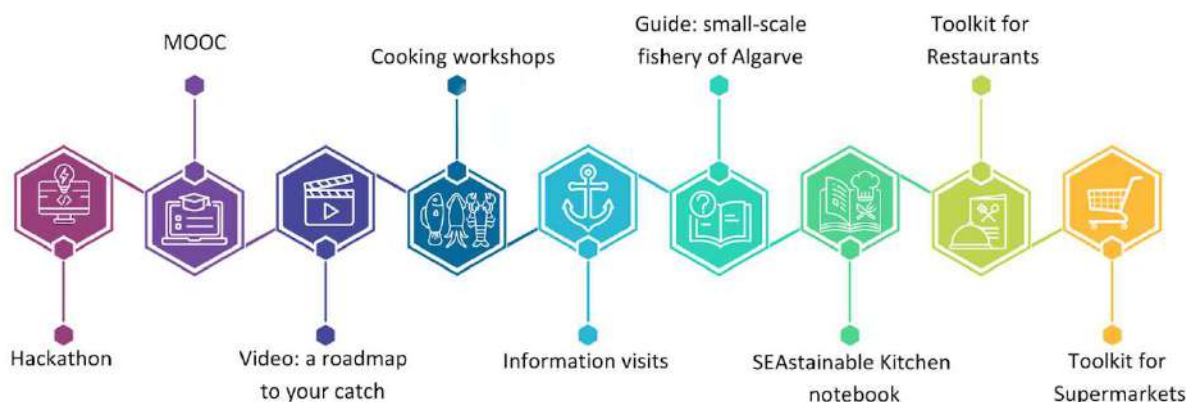 MOOC
Cooking workshops
Guide: small-scale
fishery of Algarve
Toolkit for
Restaurants
Hackathon
Video: a roadmap
to your catch
Information visits
SEAstainable Kitchen
notebook
Toolkit for
Supermarkets